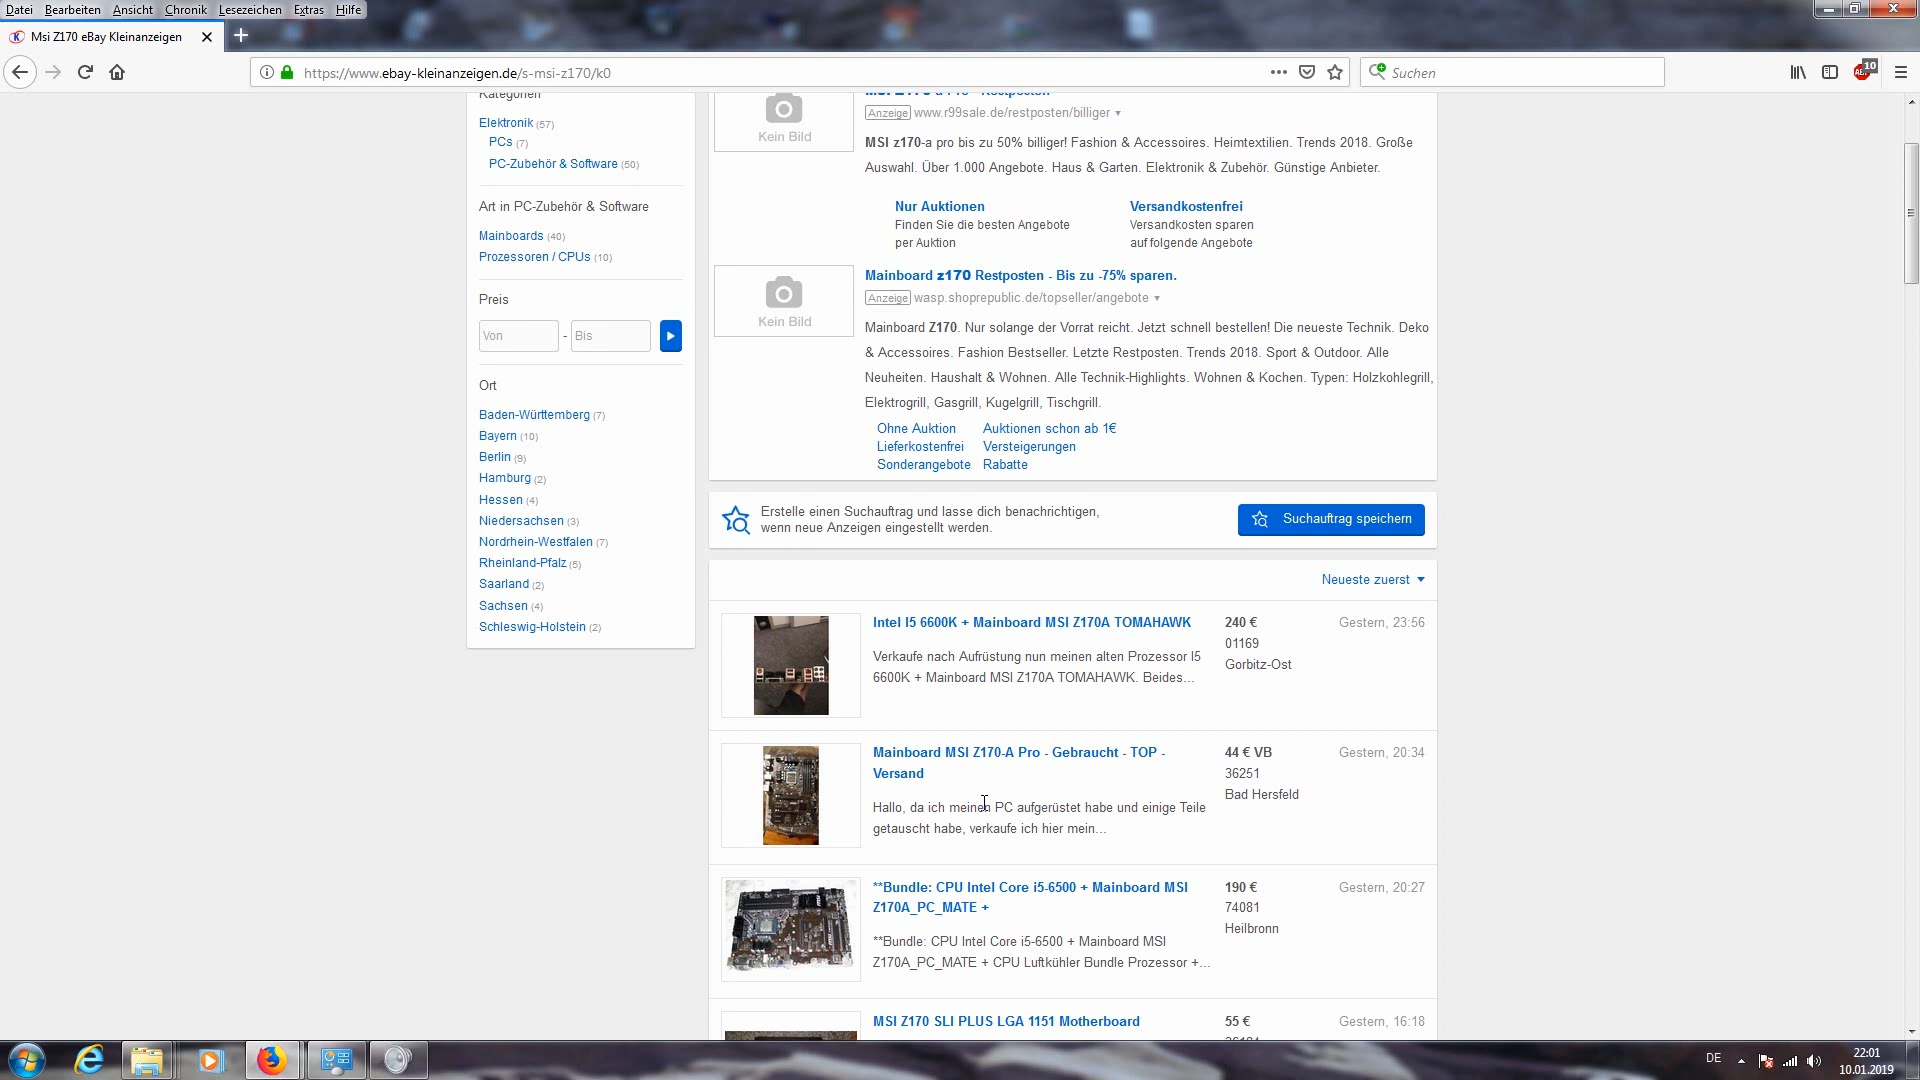 Datei Bearbeiten Ansicht Chronik Lesezeichen Extras Hilfe
Msi Z170 eBay Kleinanzeigen
https://www.ebay-kleinanzeigen.de/s-msi-z170/k0
Suchen
10
Kategorien
Elektronik (57)
PCs (7)
PC-Zubehör & Software (50)
Art in PC-Zubehör & Software
Mainboards (40)
Prozessoren / CPUs (10)
Preis
Von - Bis
Ort
Baden-Württemberg (7)
Bayern (10)
Berlin (9)
Hamburg (2)
Hessen (4)
Niedersachsen (3)
Nordrhein-Westfalen (7)
Rheinland-Pfalz (5)
Saarland (2)
Sachsen (4)
Schleswig-Holstein (2)
Kein Bild
MSI Z170-a Pro - Restposten
Anzeige www.r99sale.de/restposten/billiger
MSI z170-a pro bis zu 50% billiger! Fashion & Accessoires. Heimtextilien. Trends 2018. Große
Auswahl. Über 1.000 Angebote. Haus & Garten. Elektronik & Zubehör. Günstige Anbieter.
Nur Auktionen
Finden Sie die besten Angebote
per Auktion
Versandkostenfrei
Versandkosten sparen
auf folgende Angebote
Kein Bild
Mainboard z170 Restposten - Bis zu -75% sparen.
Anzeige wasp.shoprepublic.de/topseller/angebote
Mainboard Z170. Nur solange der Vorrat reicht. Jetzt schnell bestellen! Die neueste Technik. Deko
& Accessoires. Fashion Bestseller. Letzte Restposten. Trends 2018. Sport & Outdoor. Alle
Neuheiten. Haushalt & Wohnen. Alle Technik-Highlights. Wohnen & Kochen. Typen: Holzkohlegrill,
Elektrogrill, Gasgrill, Kugelgrill, Tischgrill.
Ohne Auktion Auktionen schon ab 1€
Lieferkostenfrei Versteigerungen
Sonderangebote Rabatte
Erstelle einen Suchauftrag und lasse dich benachrichtigen,
wenn neue Anzeigen eingestellt werden.
Suchauftrag speichern
Neueste zuerst
Intel I5 6600K + Mainboard MSI Z170A TOMAHAWK
Verkaufe nach Aufrüstung nun meinen alten Prozessor I5
6600K + Mainboard MSI Z170A TOMAHAWK. Beides...
240 €
01169
Gorbitz-Ost
Gestern, 23:56
Mainboard MSI Z170-A Pro - Gebraucht - TOP -
Versand
Hallo, da ich meinen PC aufgerüstet habe und einige Teile
getauscht habe, verkaufe ich hier mein...
44 € VB
36251
Bad Hersfeld
Gestern, 20:34
**Bundle: CPU Intel Core i5-6500 + Mainboard MSI
Z170A_PC_MATE +
**Bundle: CPU Intel Core i5-6500 + Mainboard MSI
Z170A_PC_MATE + CPU Luftkühler Bundle Prozessor +...
190 €
74081
Heilbronn
Gestern, 20:27
MSI Z170 SLI PLUS LGA 1151 Motherboard
55 €
Gestern, 16:18
DE
22:01
10.01.2019